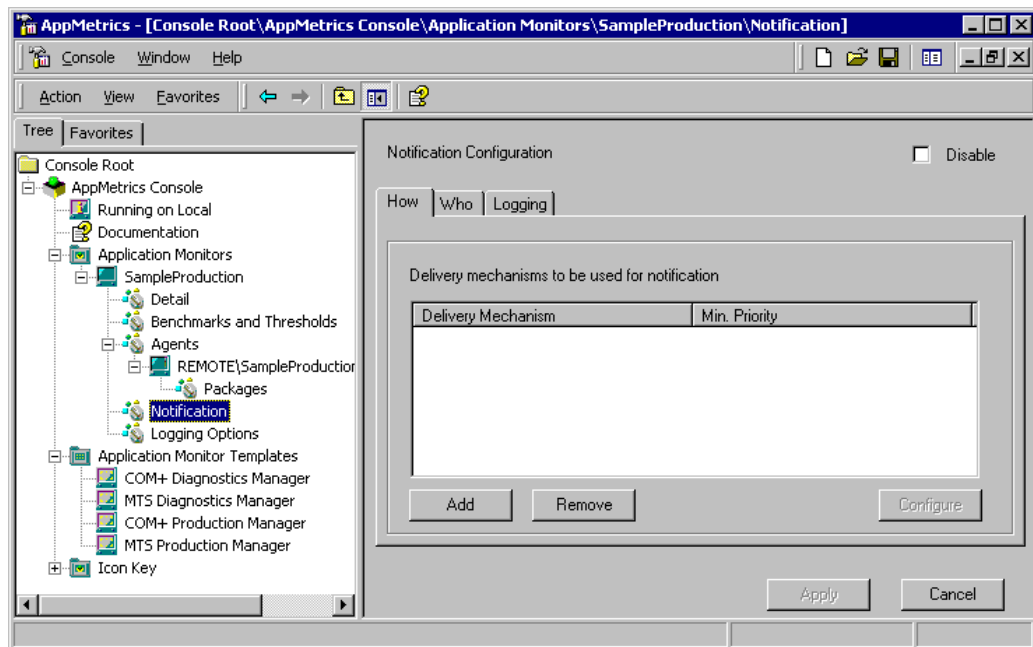 AppMetrics - [Console Root\AppMetrics Console\Application Monitors\SampleProduction\Notification]
Console Window Help
Action View Favorites
Tree Favorites
Console Root
AppMetrics Console
Running on Local
Documentation
Application Monitors
SampleProduction
Detail
Benchmarks and Thresholds
Agents
REMOTE\SampleProduction
Packages
Notification
Logging Options
Application Monitor Templates
COM+ Diagnostics Manager
MTS Diagnostics Manager
COM+ Production Manager
MTS Production Manager
Icon Key
Notification Configuration
Disable
How Who Logging
Delivery mechanisms to be used for notification
Delivery Mechanism Min. Priority
Add Remove Configure
Apply Cancel